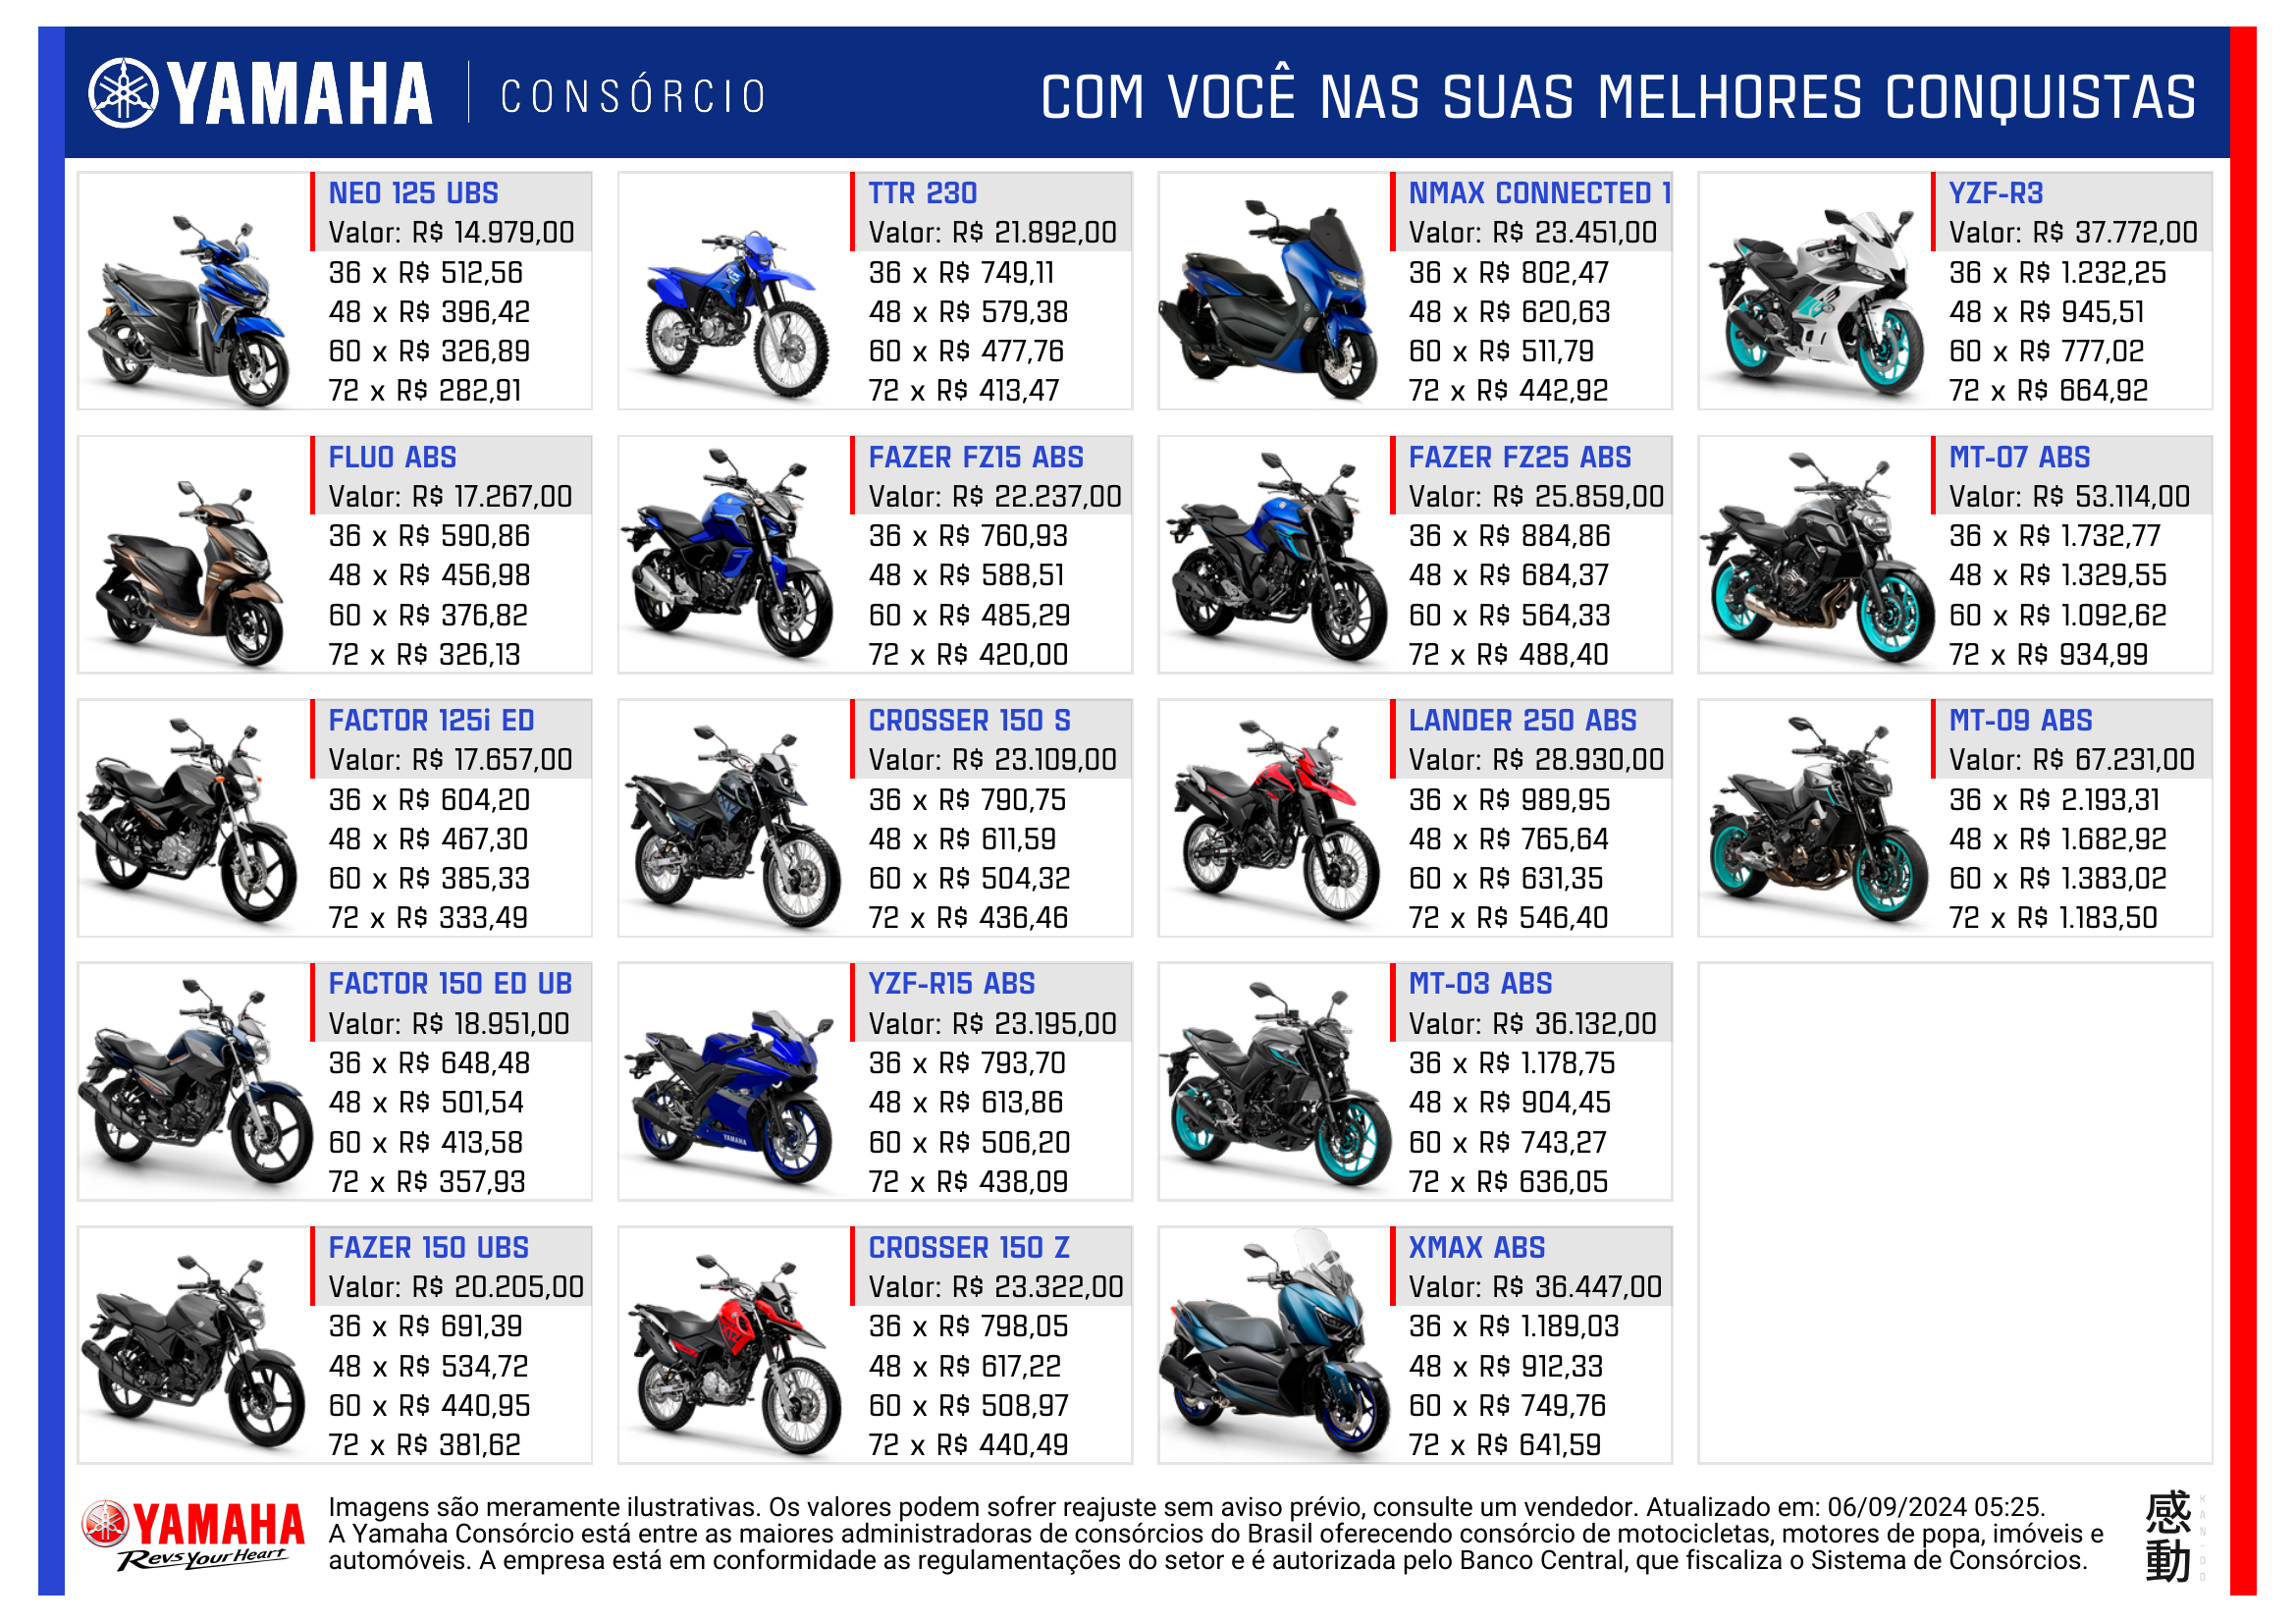 YAMAHA CONSÓRCIO
COM VOCÊ NAS SUAS MELHORES CONQUISTAS
NEO 125 UBS
Valor: R$ 14.979,00
36 x R$ 512,56
48 x R$ 396,42
60 x R$ 326,89
72 x R$ 282,91
TTR 230
Valor: R$ 21.892,00
36 x R$ 749,11
48 x R$ 579,38
60 x R$ 477,76
72 x R$ 413,47
NMAX CONNECTED 1
Valor: R$ 23.451,00
36 x R$ 802,47
48 x R$ 620,63
60 x R$ 511,79
72 x R$ 442,92
YZF-R3
Valor: R$ 37.772,00
36 x R$ 1.232,25
48 x R$ 945,51
60 x R$ 777,02
72 x R$ 664,92
FLUO ABS
Valor: R$ 17.267,00
36 x R$ 590,86
48 x R$ 456,98
60 x R$ 376,82
72 x R$ 326,13
FAZER FZ15 ABS
Valor: R$ 22.237,00
36 x R$ 760,93
48 x R$ 588,51
60 x R$ 485,29
72 x R$ 420,00
FAZER FZ25 ABS
Valor: R$ 25.859,00
36 x R$ 884,86
48 x R$ 684,37
60 x R$ 564,33
72 x R$ 488,40
MT-07 ABS
Valor: R$ 53.114,00
36 x R$ 1.732,77
48 x R$ 1.329,55
60 x R$ 1.092,62
72 x R$ 934,99
FACTOR 125i ED
Valor: R$ 17.657,00
36 x R$ 604,20
48 x R$ 467,30
60 x R$ 385,33
72 x R$ 333,49
CROSSER 150 S
Valor: R$ 23.109,00
36 x R$ 790,75
48 x R$ 611,59
60 x R$ 504,32
72 x R$ 436,46
LANDER 250 ABS
Valor: R$ 28.930,00
36 x R$ 989,95
48 x R$ 765,64
60 x R$ 631,35
72 x R$ 546,40
MT-09 ABS
Valor: R$ 67.231,00
36 x R$ 2.193,31
48 x R$ 1.682,92
60 x R$ 1.383,02
72 x R$ 1.183,50
FACTOR 150 ED UB
Valor: R$ 18.951,00
36 x R$ 648,48
48 x R$ 501,54
60 x R$ 413,58
72 x R$ 357,93
YZF-R15 ABS
Valor: R$ 23.195,00
36 x R$ 793,70
48 x R$ 613,86
60 x R$ 506,20
72 x R$ 438,09
YAMAHA
MT-03 ABS
Valor: R$ 36.132,00
36 x R$ 1.178,75
48 x R$ 904,45
60 x R$ 743,27
72 x R$ 636,05
FAZER 150 UBS
Valor: R$ 20.205,00
36 x R$ 691,39
48 x R$ 534,72
60 x R$ 440,95
72 x R$ 381,62
CROSSER 150 Z
Valor: R$ 23.322,00
36 x R$ 798,05
48 x R$ 617,22
60 x R$ 508,97
72 x R$ 440,49
XMAX ABS
Valor: R$ 36.447,00
36 x R$ 1.189,03
48 x R$ 912,33
60 x R$ 749,76
72 x R$ 641,59
YAMAHA
Revs Your Heart
Imagens são meramente ilustrativas. Os valores podem sofrer reajuste sem aviso prévio, consulte um vendedor. Atualizado em: 06/09/2024 05:25.
A Yamaha Consórcio está entre as maiores administradoras de consórcios do Brasil oferecendo consórcio de motocicletas, motores de popa, imóveis e
automóveis. A empresa está em conformidade as regulamentações do setor e é autorizada pelo Banco Central, que fiscaliza o Sistema de Consórcios.
感動
KAN-DO